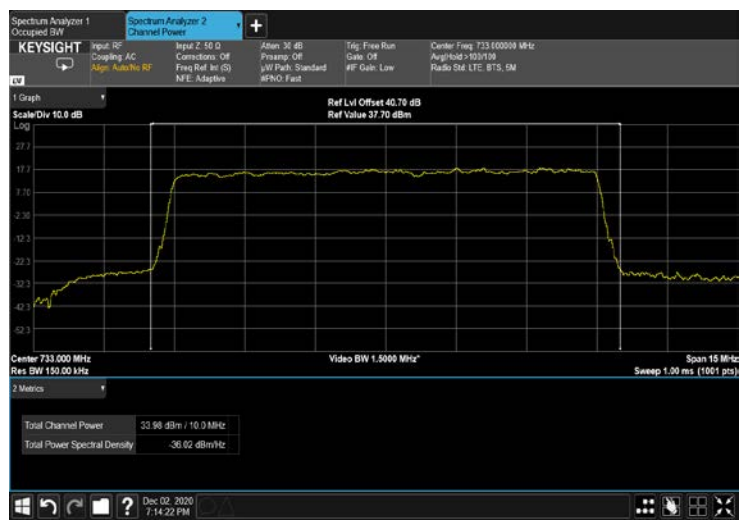 Spectrum Analyzer 1
Occupied BW
Spectrum Analyzer 2
Channel Power
+
KEYSIGHT
Input: RF
Coupling: AC
Align: Auto/No RF
Input Z: 50 Ω
Corrections: Off
Freq Ref: Int (S)
NFE: Adaptive
Atten: 30 dB
Preamp: Off
µW Path: Standard
#PNO: Fast
Trig: Free Run
Gate: Off
#IF Gain: Low
Center Freq: 733.000000 MHz
Avg|Hold:>100/100
Radio Std: LTE, BTS, 5M
LV
1 Graph
Scale/Div 10.0 dB
Ref Lvl Offset 40.70 dB
Ref Value 37.70 dBm
Log
27.7
17.7
7.70
-2.30
-12.3
-22.3
-32.3
-42.3
-52.3
Center 733.000 MHz
Res BW 150.00 kHz
Video BW 1.5000 MHz*
Span 15 MHz
Sweep 1.00 ms (1001 pts)
2 Metrics
Total Channel Power 33.98 dBm / 10.0 MHz
Total Power Spectral Density -36.02 dBm/Hz
?
Dec 02, 2020
7:14:22 PM